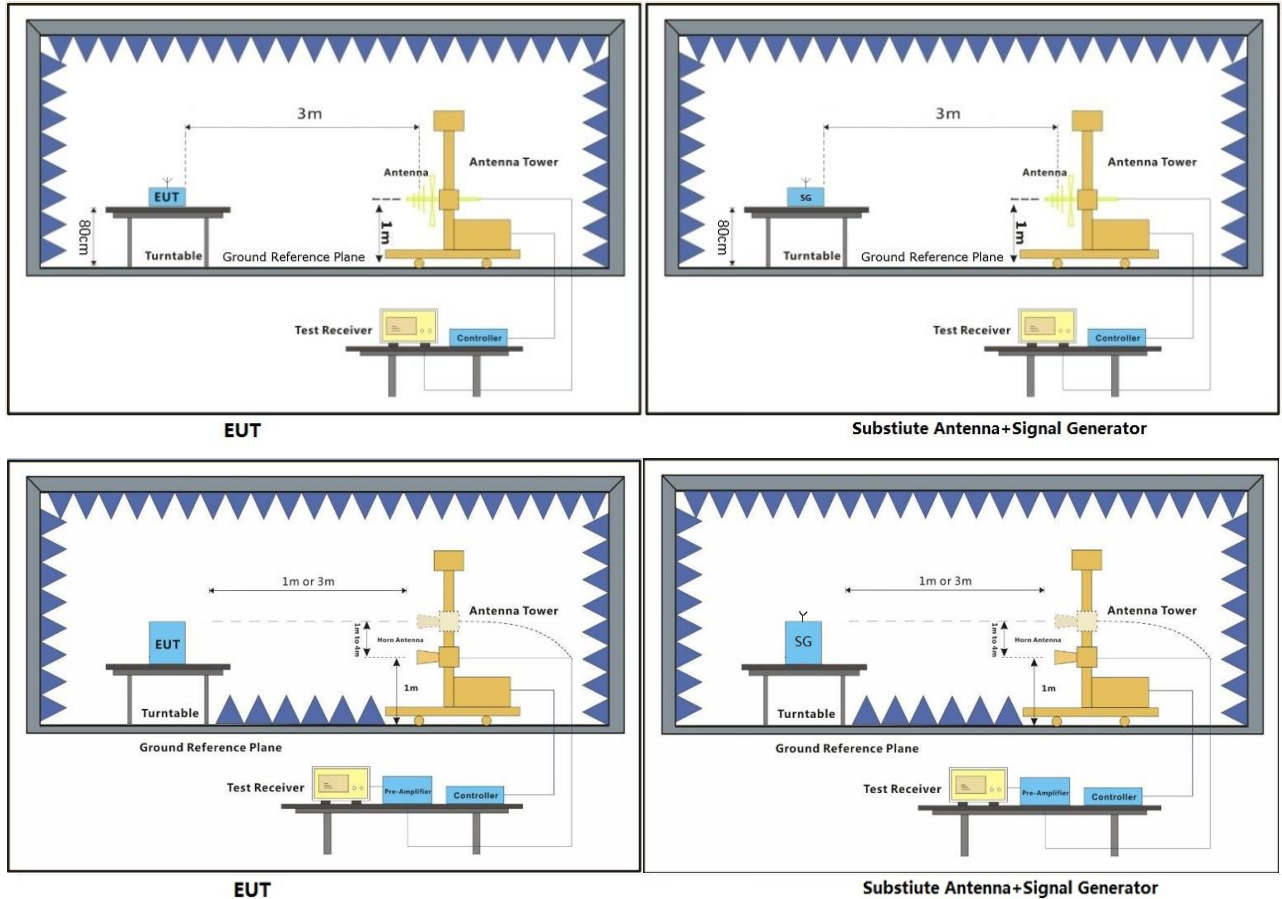 3m
Antenna Tower
Antenna
EUT
80cm
1m
Turntable
Ground Reference Plane
Test Receiver
Controller
EUT
3m
Antenna Tower
Antenna
SG
80cm
1m
Turntable
Ground Reference Plane
Test Receiver
Controller
Substiute Antenna+Signal Generator
1m or 3m
Antenna Tower
1m to 4m
Horn Antenna
EUT
1m
Turntable
Ground Reference Plane
Test Receiver
Pre-Amplifier
Controller
EUT
1m or 3m
Antenna Tower
1m to 4m
Horn Antenna
SG
1m
Turntable
Ground Reference Plane
Test Receiver
Pre-Amplifier
Controller
Substiute Antenna+Signal Generator